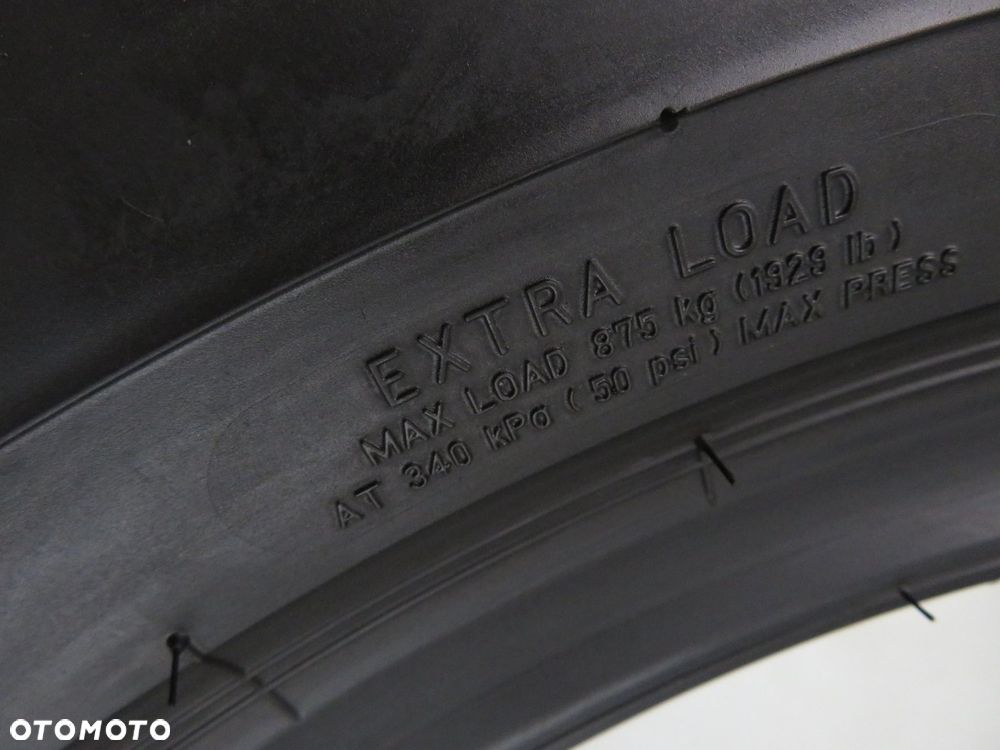 EXTRA LOAD
MAX LOAD 875 kg (1929 lb)
AT 340 kPa (50 psi) MAX PRESS
OTOMOTO